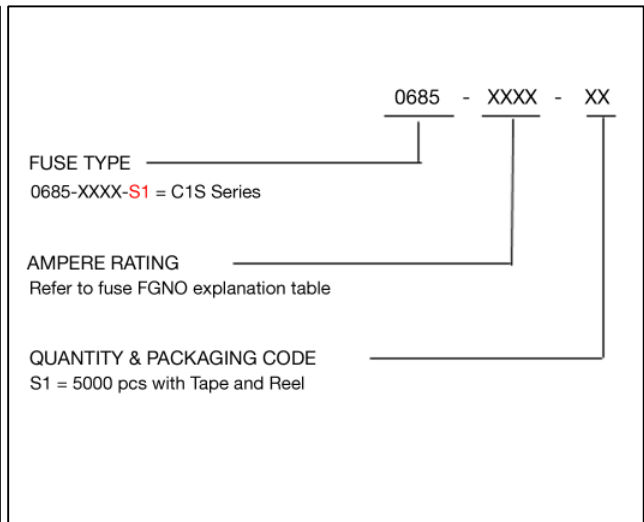 0685 - XXXX - XX
FUSE TYPE
0685-XXXX-S1 = C1S Series
AMPERE RATING
Refer to fuse FGNO explanation table
QUANTITY & PACKAGING CODE
S1 = 5000 pcs with Tape and Reel